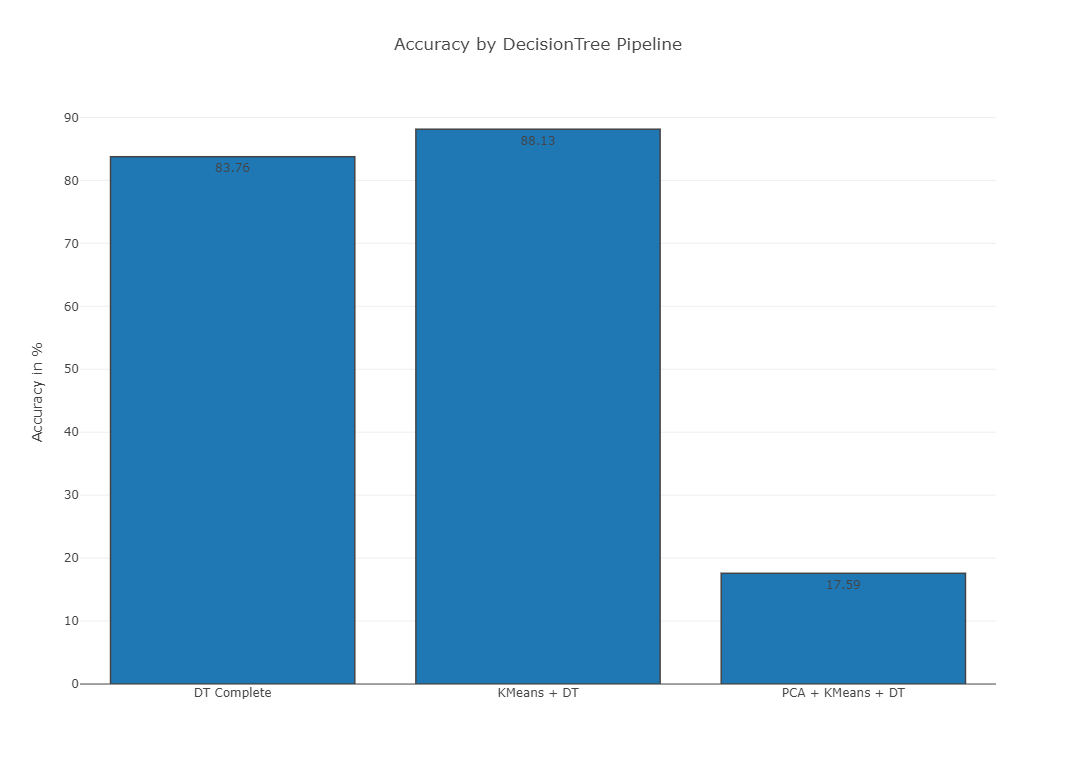 Accuracy by DecisionTree Pipeline
90
80
70
60
50
40
30
20
10
0
Accuracy in %
83.76
88.13
17.59
DT Complete
KMeans + DT
PCA + KMeans + DT